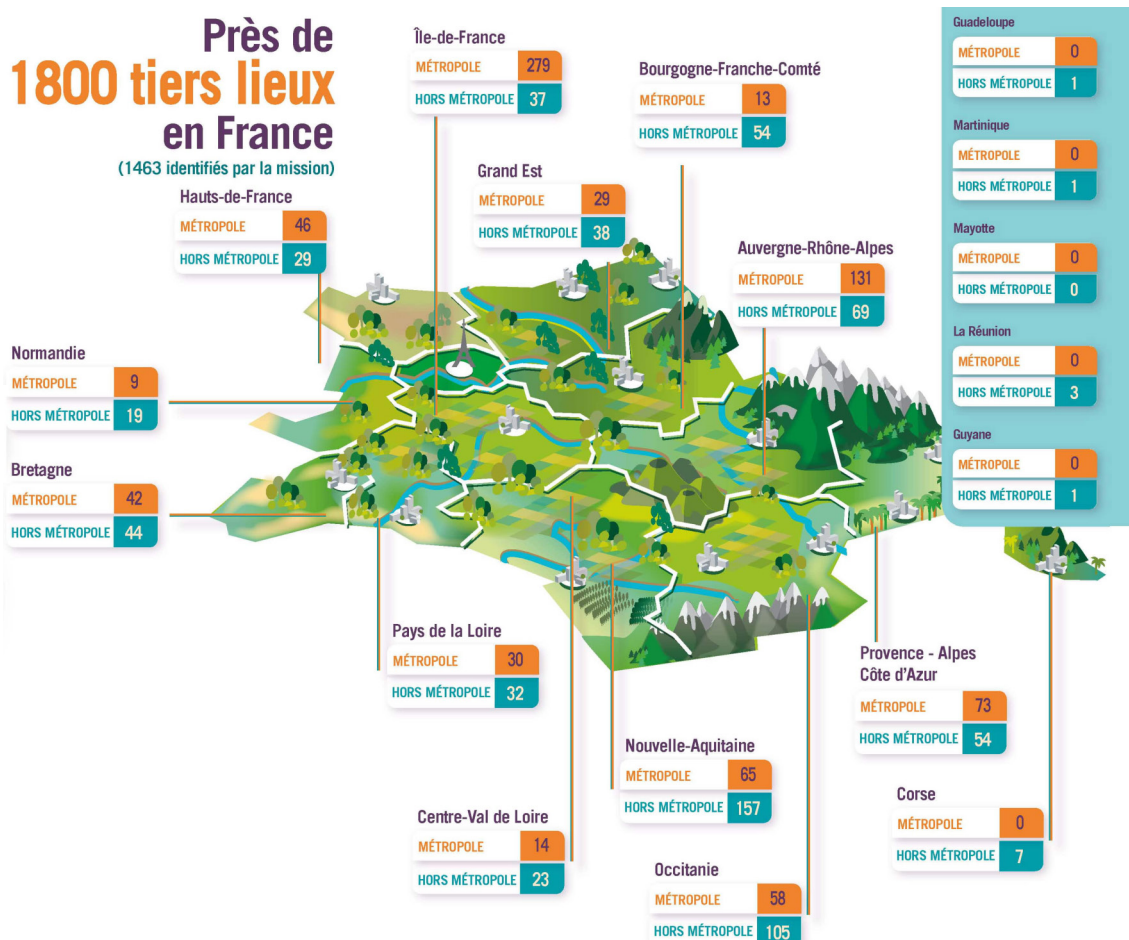 Près de
1800 tiers lieux
en France
(1463 identifiés par la mission)
Île-de-France
MÉTROPOLE 279
HORS MÉTROPOLE 37
Bourgogne-Franche-Comté
MÉTROPOLE 13
HORS MÉTROPOLE 54
Grand Est
MÉTROPOLE 29
HORS MÉTROPOLE 38
Hauts-de-France
MÉTROPOLE 46
HORS MÉTROPOLE 29
Auvergne-Rhône-Alpes
MÉTROPOLE 131
HORS MÉTROPOLE 69
Normandie
MÉTROPOLE 9
HORS MÉTROPOLE 19
Bretagne
MÉTROPOLE 42
HORS MÉTROPOLE 44
Pays de la Loire
MÉTROPOLE 30
HORS MÉTROPOLE 32
Provence - Alpes
Côte d'Azur
MÉTROPOLE 73
HORS MÉTROPOLE 54
Nouvelle-Aquitaine
MÉTROPOLE 65
HORS MÉTROPOLE 157
Centre-Val de Loire
MÉTROPOLE 14
HORS MÉTROPOLE 23
Corse
MÉTROPOLE 0
HORS MÉTROPOLE 7
Occitanie
MÉTROPOLE 58
HORS MÉTROPOLE 105
Guadeloupe
MÉTROPOLE 0
HORS MÉTROPOLE 1
Martinique
MÉTROPOLE 0
HORS MÉTROPOLE 1
Mayotte
MÉTROPOLE 0
HORS MÉTROPOLE 0
La Réunion
MÉTROPOLE 0
HORS MÉTROPOLE 3
Guyane
MÉTROPOLE 0
HORS MÉTROPOLE 1